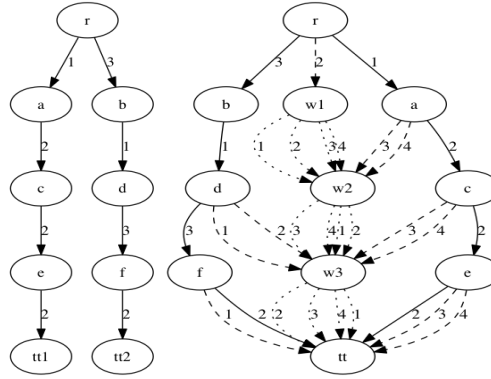 r r
1 3 3 2 1
a b b w1 a
2 1 1 1 2 3 4 3 4 2
c d d w2 c
2 3 3 1 2 3 4 1 2 3 4 2
e f f w3 e
2 2 1 2 2 3 4 1 2 3 4
tt1 tt2 tt